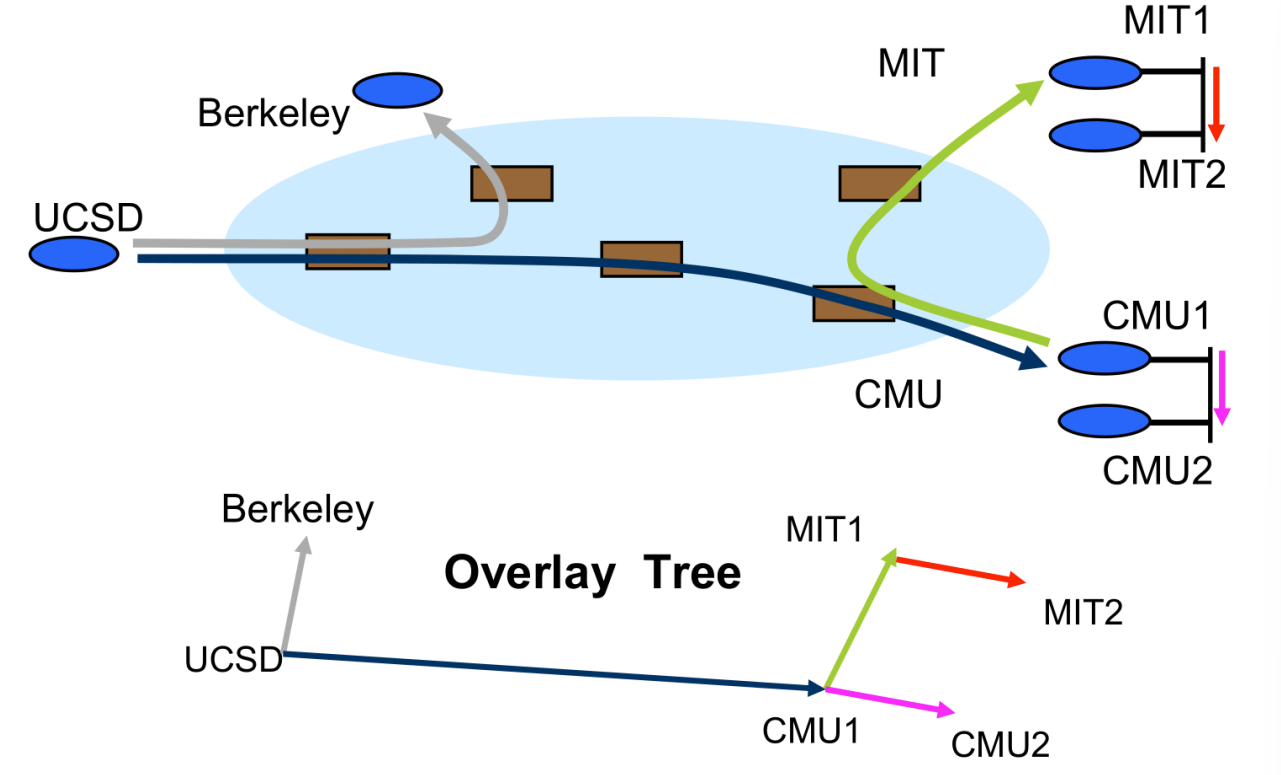 MIT1
MIT
Berkeley
MIT2
UCSD
CMU1
CMU
CMU2
Berkeley
MIT1
Overlay Tree
MIT2
UCSD
CMU1
CMU2